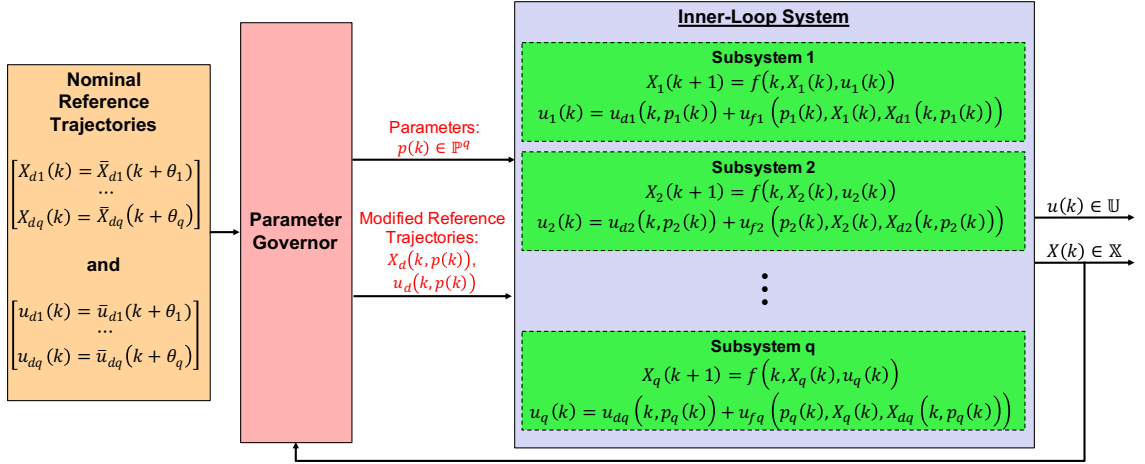 Nominal
Reference
Trajectories
[X_{d1}(k) = X̄_{d1}(k + θ_1)
…
X_{dq}(k) = X̄_{dq}(k + θ_q)]
and
[u_{d1}(k) = ū_{d1}(k + θ_1)
…
u_{dq}(k) = ū_{dq}(k + θ_q)]
Parameter
Governor
Parameters:
p(k) ∈ ℙ^q
Modified Reference
Trajectories:
X_d(k, p(k)),
u_d(k, p(k))
Inner-Loop System
Subsystem 1
X_1(k + 1) = f(k, X_1(k), u_1(k))
u_1(k) = u_{d1}(k, p_1(k)) + u_{f1}(p_1(k), X_1(k), X_{d1}(k, p_1(k)))
Subsystem 2
X_2(k + 1) = f(k, X_2(k), u_2(k))
u_2(k) = u_{d2}(k, p_2(k)) + u_{f2}(p_2(k), X_2(k), X_{d2}(k, p_2(k)))
⋮
Subsystem q
X_q(k + 1) = f(k, X_q(k), u_q(k))
u_q(k) = u_{dq}(k, p_q(k)) + u_{fq}(p_q(k), X_q(k), X_{dq}(k, p_q(k)))
u(k) ∈ 𝕌
X(k) ∈ 𝕏